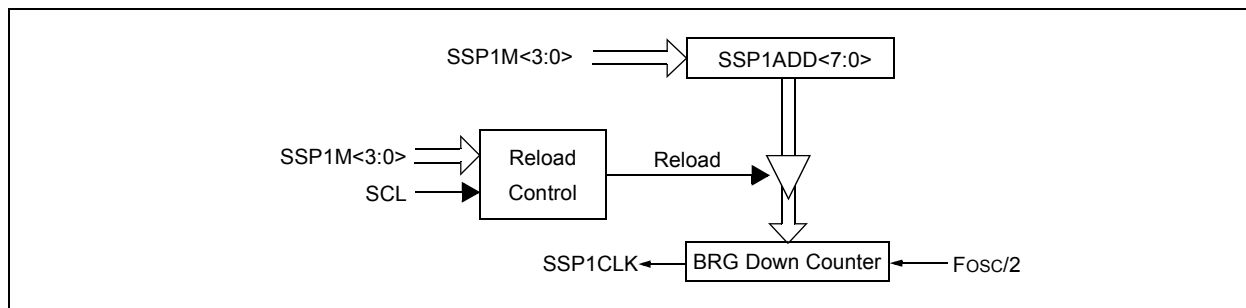 SSP1M<3:0>
SSP1ADD<7:0>
SSP1M<3:0>
SCL
Reload
Control
Reload
SSP1CLK
BRG Down Counter
FOSC/2